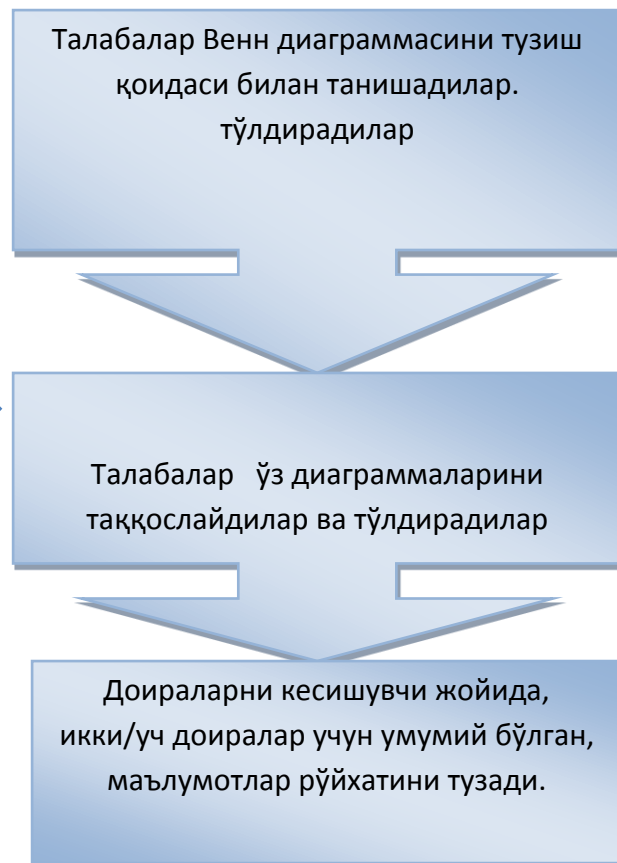 Талабалар Венн диаграммасини тузиш
қоидаси билан танишадилар.
тўлдирадилар
Талабалар ўз диаграммаларини
таққослайдилар ва тўлдирадилар
Доираларни кесишувчи жойида,
икки/уч доиралар учун умумий бўлган,
маълумотлар рўйхатини тузади.